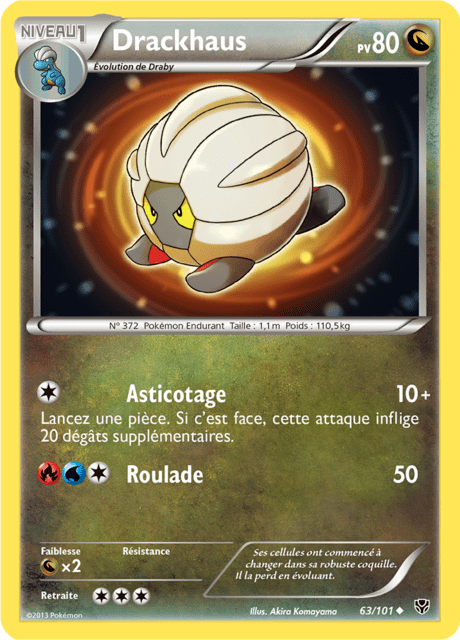 NIVEAU 1
Drackhaus
PV 80
Évolution de Draby
N° 372 Pokémon Endurant Taille : 1,1 m Poids : 110,5 kg
Asticotage 10+
Lancez une pièce. Si c'est face, cette attaque inflige
20 dégâts supplémentaires.
Roulade 50
Faiblesse Résistance
×2
Retraite
Ses cellules ont commencé à
changer dans sa robuste coquille.
Il la perd en évoluant.
©2013 Pokémon
Illus. Akira Komayama
63/101